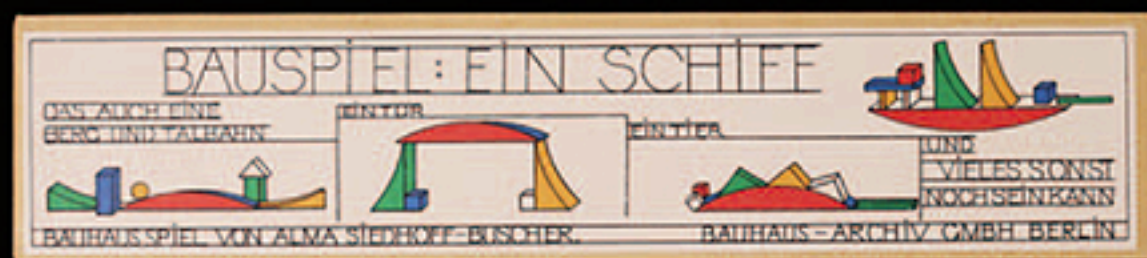 BAUSPIEL: EIN SCHIFF
DAS AUCH EINE
BERG UND TALBAHN
EIN TOR
EIN TIER
UND
VIELES SONST
NOCH SEIN KANN
BAUHAUS SPIEL VON ALMA SIEDHOFF-BUSCHER.
BAUHAUS-ARCHIV GMBH BERLIN